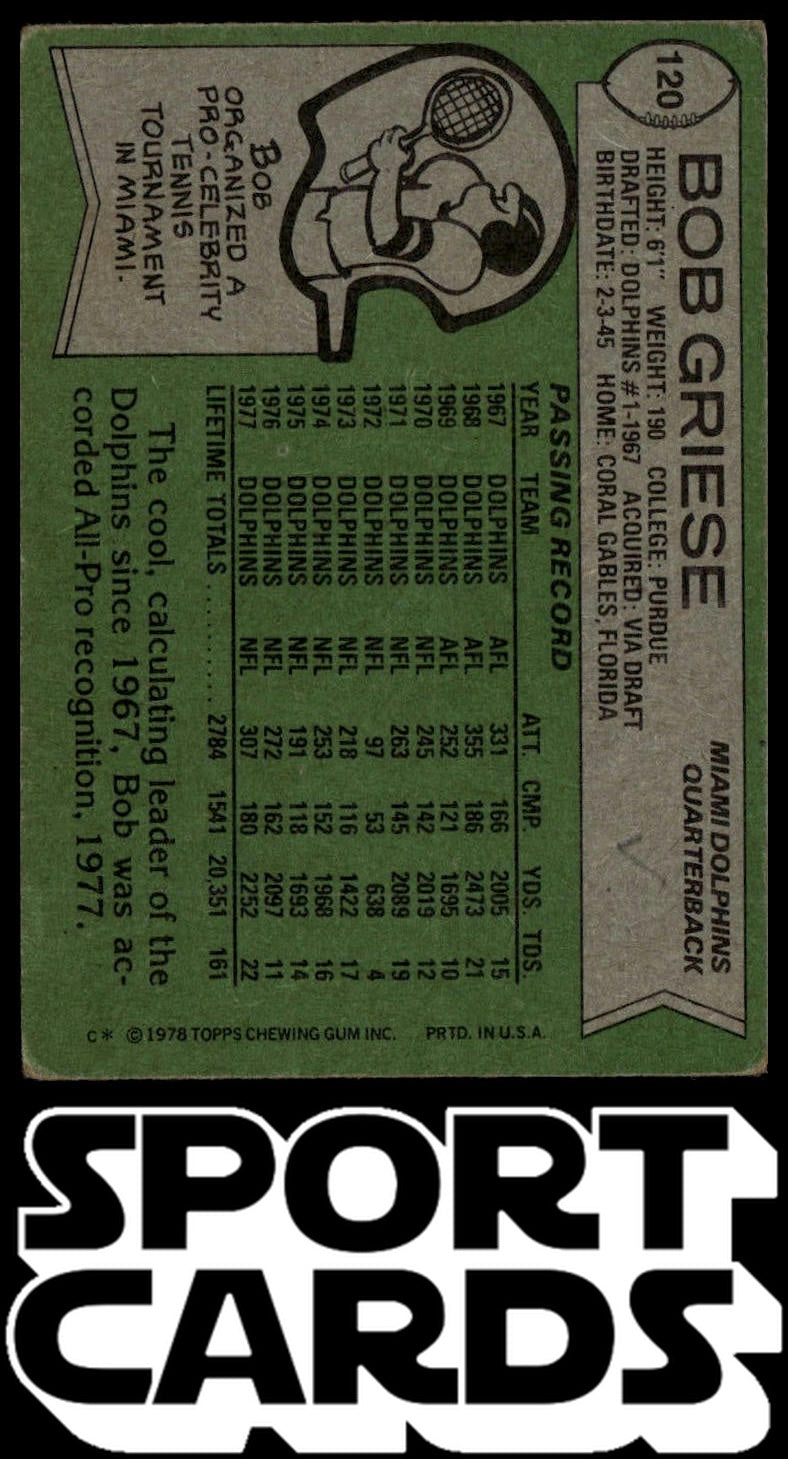 120
BOB GRIESE
MIAMI DOLPHINS
QUARTERBACK
HEIGHT: 6'1" WEIGHT: 190 COLLEGE: PURDUE
DRAFTED: DOLPHINS #1-1967 ACQUIRED: VIA DRAFT
BIRTHDATE: 2-3-45 HOME: CORAL GABLES, FLORIDA
BOB
ORGANIZED A
PRO-CELEBRITY
TENNIS
TOURNAMENT
IN MIAMI.
PASSING RECORD
YEAR TEAM ATT. CMP. YDS. TDS.
1967 DOLPHINS AFL 331 166 2005 15
1968 DOLPHINS AFL 355 186 2473 21
1969 DOLPHINS AFL 252 121 1695 10
1970 DOLPHINS NFL 245 142 2019 12
1971 DOLPHINS NFL 263 145 2089 19
1972 DOLPHINS NFL 97 53 638 4
1973 DOLPHINS NFL 218 116 1422 17
1974 DOLPHINS NFL 253 152 1968 16
1975 DOLPHINS NFL 191 118 1693 14
1976 DOLPHINS NFL 272 162 2097 11
1977 DOLPHINS NFL 307 180 2252 22
LIFETIME TOTALS ......... 2784 1541 20,351 161
The cool, calculating leader of the
Dolphins since 1967, Bob was ac-
corded All-Pro recognition, 1977.
C* © 1978 TOPPS CHEWING GUM INC. PRTD. IN U.S.A.
SPORT
CARDS